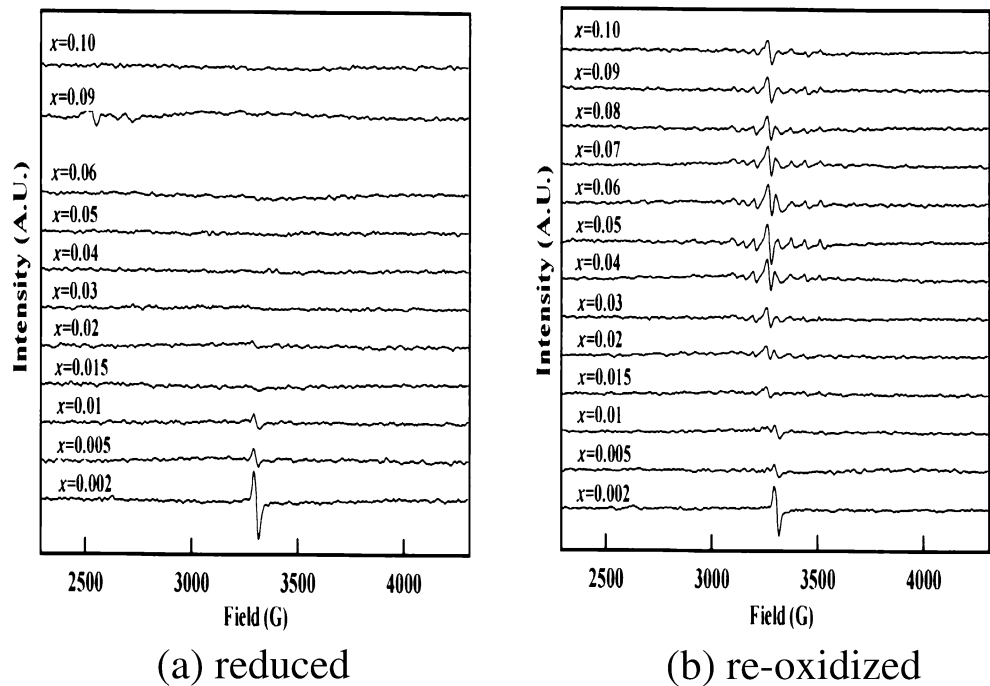 x=0.10
x=0.09
x=0.06
x=0.05
x=0.04
x=0.03
x=0.02
x=0.015
x=0.01
x=0.005
x=0.002
Intensity (A.U.)
2500 3000 3500 4000
Field (G)
(a) reduced
x=0.10
x=0.09
x=0.08
x=0.07
x=0.06
x=0.05
x=0.04
x=0.03
x=0.02
x=0.015
x=0.01
x=0.005
x=0.002
Intensity (A.U.)
2500 3000 3500 4000
Field (G)
(b) re-oxidized